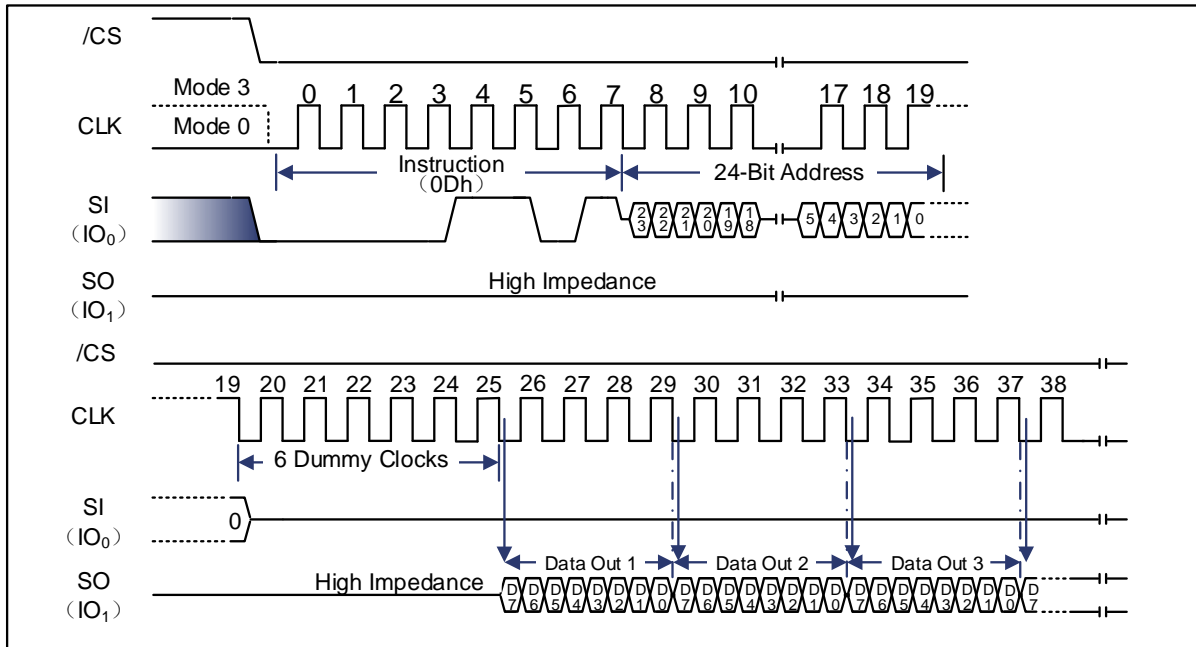 /CS
Mode 3
0 1 2 3 4 5 6 7 8 9 10 17 18 19
CLK
Mode 0
Instruction
（0Dh）
24-Bit Address
SI
（IO0）
23 22 21 20 19 18 5 4 3 2 1 0
SO
（IO1）
High Impedance
/CS
19 20 21 22 23 24 25 26 27 28 29 30 31 32 33 34 35 36 37 38
CLK
6 Dummy Clocks
SI
（IO0）
0
Data Out 1 Data Out 2 Data Out 3
SO
（IO1）
High Impedance
D7 D6 D5 D4 D3 D2 D1 D0 D7 D6 D5 D4 D3 D2 D1 D0 D7 D6 D5 D4 D3 D2 D1 D0 D7